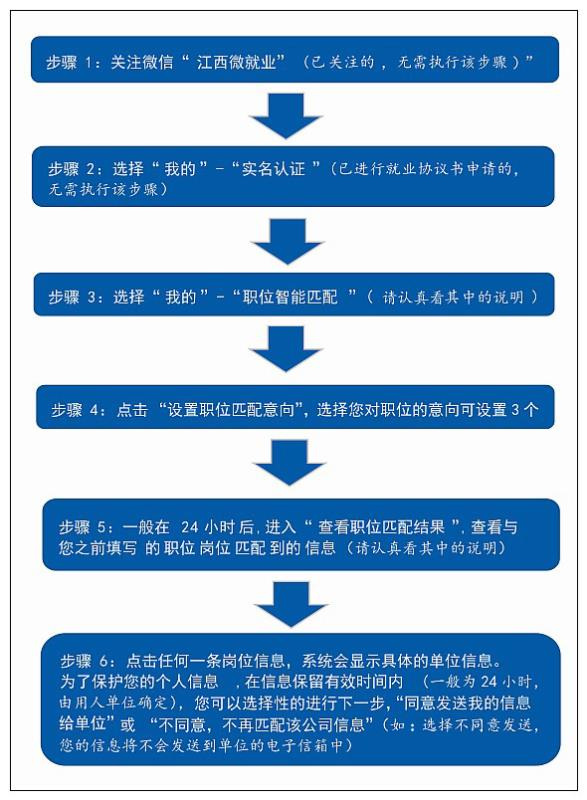 步骤 1：关注微信“ 江西微就业”（已关注的，无需执行该步骤）”
步骤 2：选择“ 我的 ”-“实名认证 ”（已进行就业协议书申请的，
无需执行该步骤）
步骤 3：选择“ 我的 ”-“职位智能匹配 ”（ 请认真看其中的说明 ）
步骤 4：点击 “设置职位匹配意向”，选择您对职位的意向可设置 3 个
步骤 5：一般在 24 小时后,进入“ 查看职位匹配结果 ”,查看与
您之前填写 的职位 岗位 匹配 到的 信息（请认真看其中的说明）
步骤 6：点击任何一条岗位信息，系统会显示具体的单位信息。
为了保护您的个人信息 ,在信息保留有效时间内 （一般为 24 小时，
由用人单位确定），您可以选择性的进行下一步，“同意发送我的信息
给单位”或 “不同意，不再匹配该公司信息”（如：选择不同意发送，
您的信息将不会发送到单位的电子信箱中）